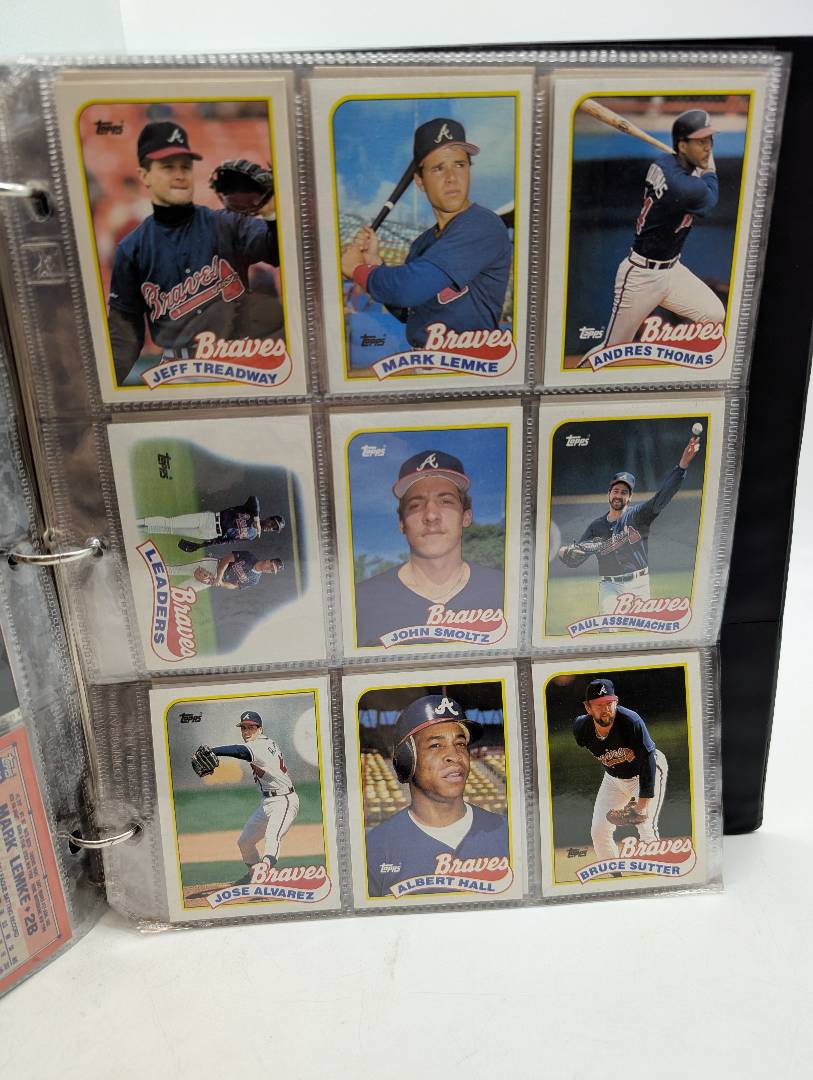 Topps
Braves
Braves
JEFF TREADWAY
Topps
Braves
MARK LEMKE
Topps
Braves
ANDRES THOMAS
Topps
Braves
LEADERS
Topps
Braves
JOHN SMOLTZ
Topps
Braves
PAUL ASSENMACHER
Topps
Braves
JOSE ALVAREZ
Topps
Braves
ALBERT HALL
Topps
Braves
BRUCE SUTTER
MARK LEMKE • 2B